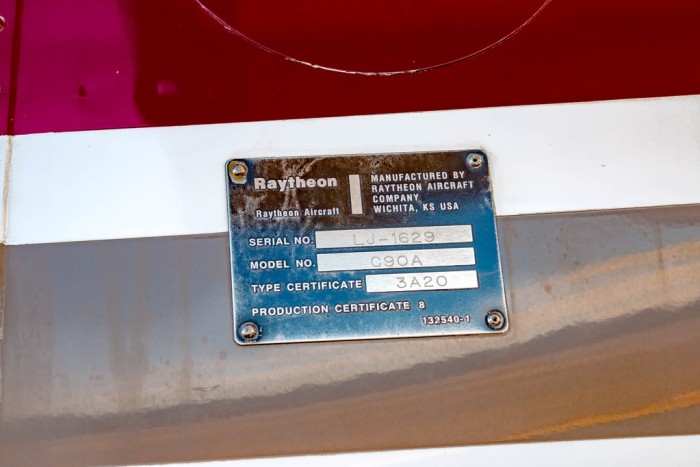 Raytheon
Raytheon Aircraft
MANUFACTURED BY
RAYTHEON AIRCRAFT
COMPANY
WICHITA, KS USA
SERIAL NO. LJ-1629
MODEL NO. C90A
TYPE CERTIFICATE 3A20
PRODUCTION CERTIFICATE 8
132540-1